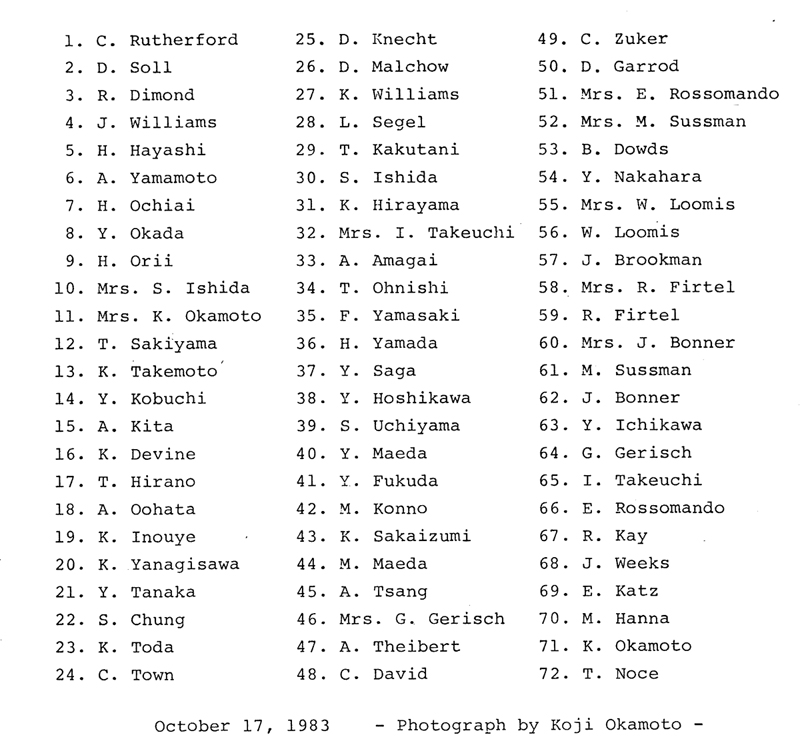 1. C. Rutherford
2. D. Soll
3. R. Dimond
4. J. Williams
5. H. Hayashi
6. A. Yamamoto
7. H. Ochiai
8. Y. Okada
9. H. Orii
10. Mrs. S. Ishida
11. Mrs. K. Okamoto
12. T. Sakiyama
13. K. Takemoto
14. Y. Kobuchi
15. A. Kita
16. K. Devine
17. T. Hirano
18. A. Oohata
19. K. Inouye
20. K. Yanagisawa
21. Y. Tanaka
22. S. Chung
23. K. Toda
24. C. Town
25. D. Knecht
26. D. Malchow
27. K. Williams
28. L. Segel
29. T. Kakutani
30. S. Ishida
31. K. Hirayama
32. Mrs. I. Takeuchi
33. A. Amagai
34. T. Ohnishi
35. F. Yamasaki
36. H. Yamada
37. Y. Saga
38. Y. Hoshikawa
39. S. Uchiyama
40. Y. Maeda
41. Y. Fukuda
42. M. Konno
43. K. Sakaizumi
44. M. Maeda
45. A. Tsang
46. Mrs. G. Gerisch
47. A. Theibert
48. C. David
49. C. Zuker
50. D. Garrod
51. Mrs. E. Rossomando
52. Mrs. M. Sussman
53. B. Dowds
54. Y. Nakahara
55. Mrs. W. Loomis
56. W. Loomis
57. J. Brookman
58. Mrs. R. Firtel
59. R. Firtel
60. Mrs. J. Bonner
61. M. Sussman
62. J. Bonner
63. Y. Ichikawa
64. G. Gerisch
65. I. Takeuchi
66. E. Rossomando
67. R. Kay
68. J. Weeks
69. E. Katz
70. M. Hanna
71. K. Okamoto
72. T. Noce
October 17, 1983 - Photograph by Koji Okamoto -